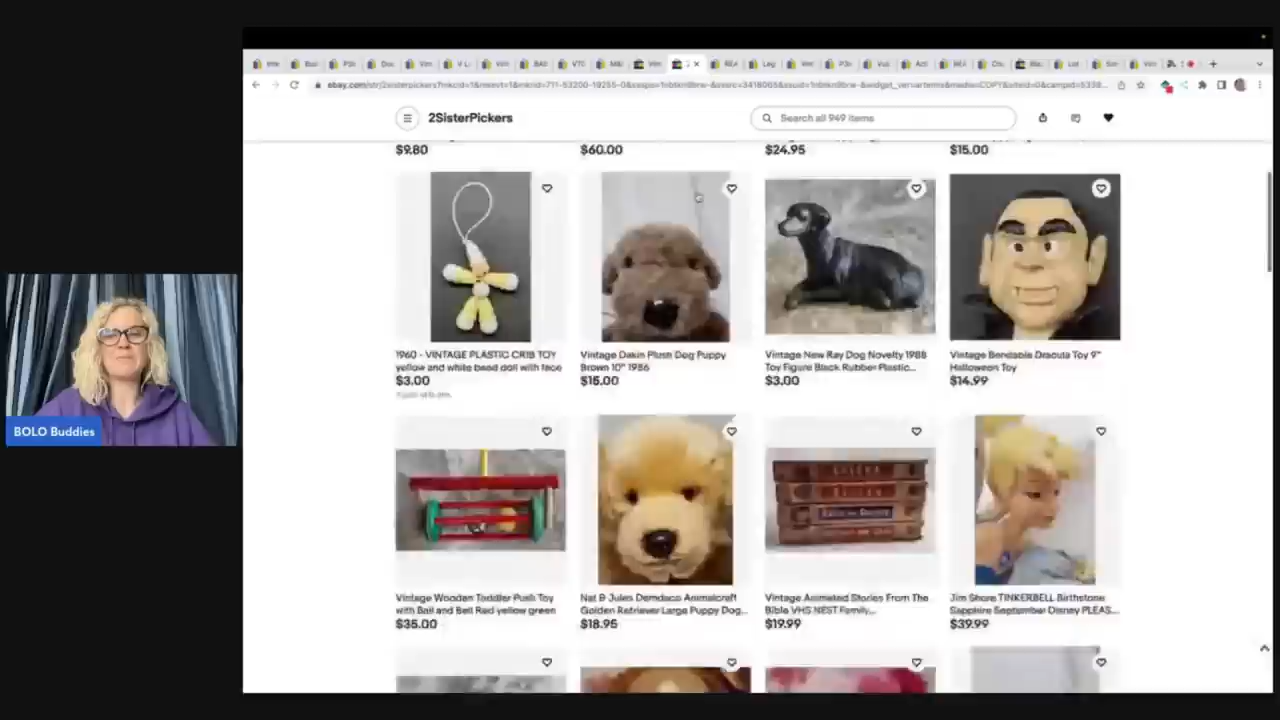 ebay.com/str/2sisterpickers
2SisterPickers
Search all 949 items
$9.80
$60.00
$24.95
$15.00
1960 - VINTAGE PLASTIC CRIB TOY
yellow and white bead doll with face
$3.00
Vintage Dakin Plush Dog Puppy
Brown 10" 1986
$15.00
Vintage New Ray Dog Novelty 1988
Toy Figure Black Rubber Plastic...
$3.00
Vintage Bendable Dracula Toy 9"
Halloween Toy
$14.99
BOLO Buddies
Vintage Wooden Toddler Push Toy
with Ball and Bell Red yellow green
$35.00
Nat & Jules Demdaco Animalcraft
Golden Retriever Large Puppy Dog...
$18.95
Vintage Animated Stories From The
Bible VHS NEST Family...
$19.99
Jim Shore TINKERBELL Birthstone
Sapphire September Disney PLEAS...
$39.99